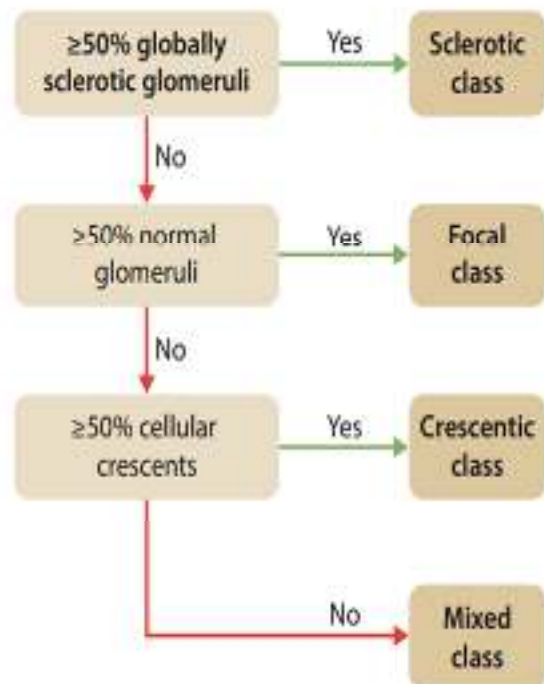 ≥50% globally
sclerotic glomeruli
Yes
Sclerotic
class
No
≥50% normal
glomeruli
Yes
Focal
class
No
≥50% cellular
crescents
Yes
Crescentic
class
No
Mixed
class